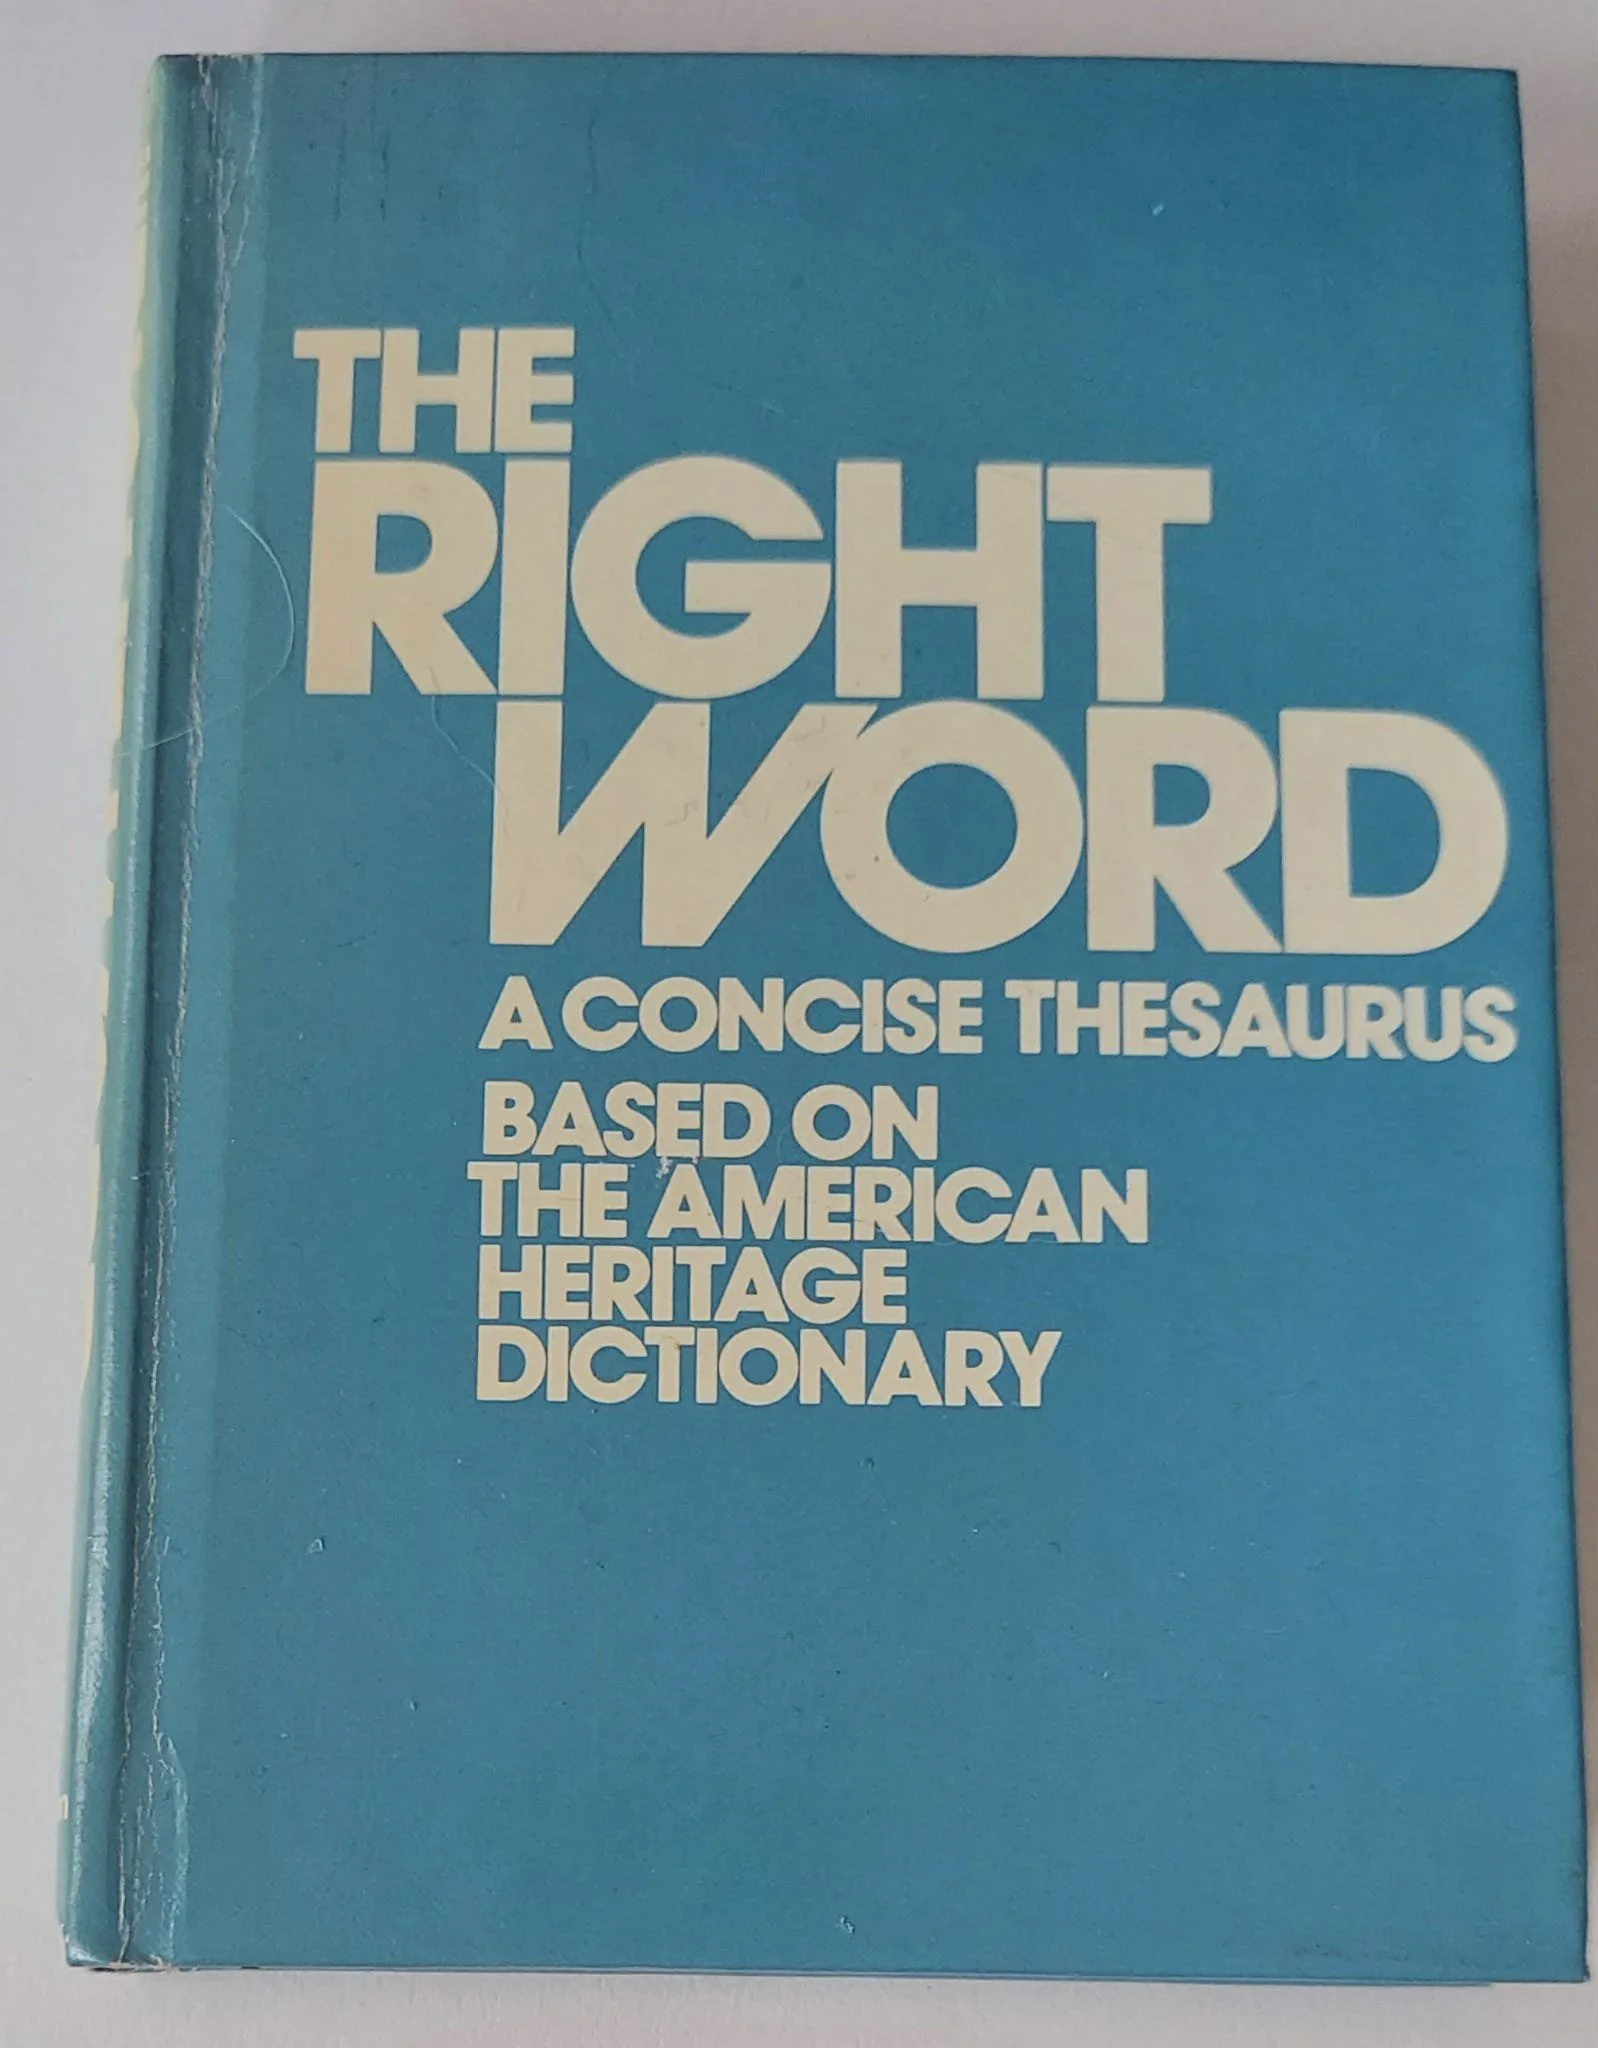 THE
RIGHT
WORD
A CONCISE THESAURUS
BASED ON
THE AMERICAN
HERITAGE
DICTIONARY